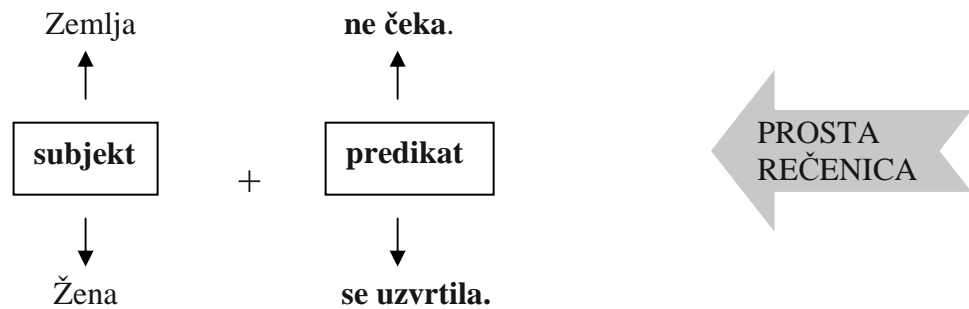 Zemlja ne čeka.
subjekt + predikat
PROSTA
REČENICA
Žena se uzvrtila.